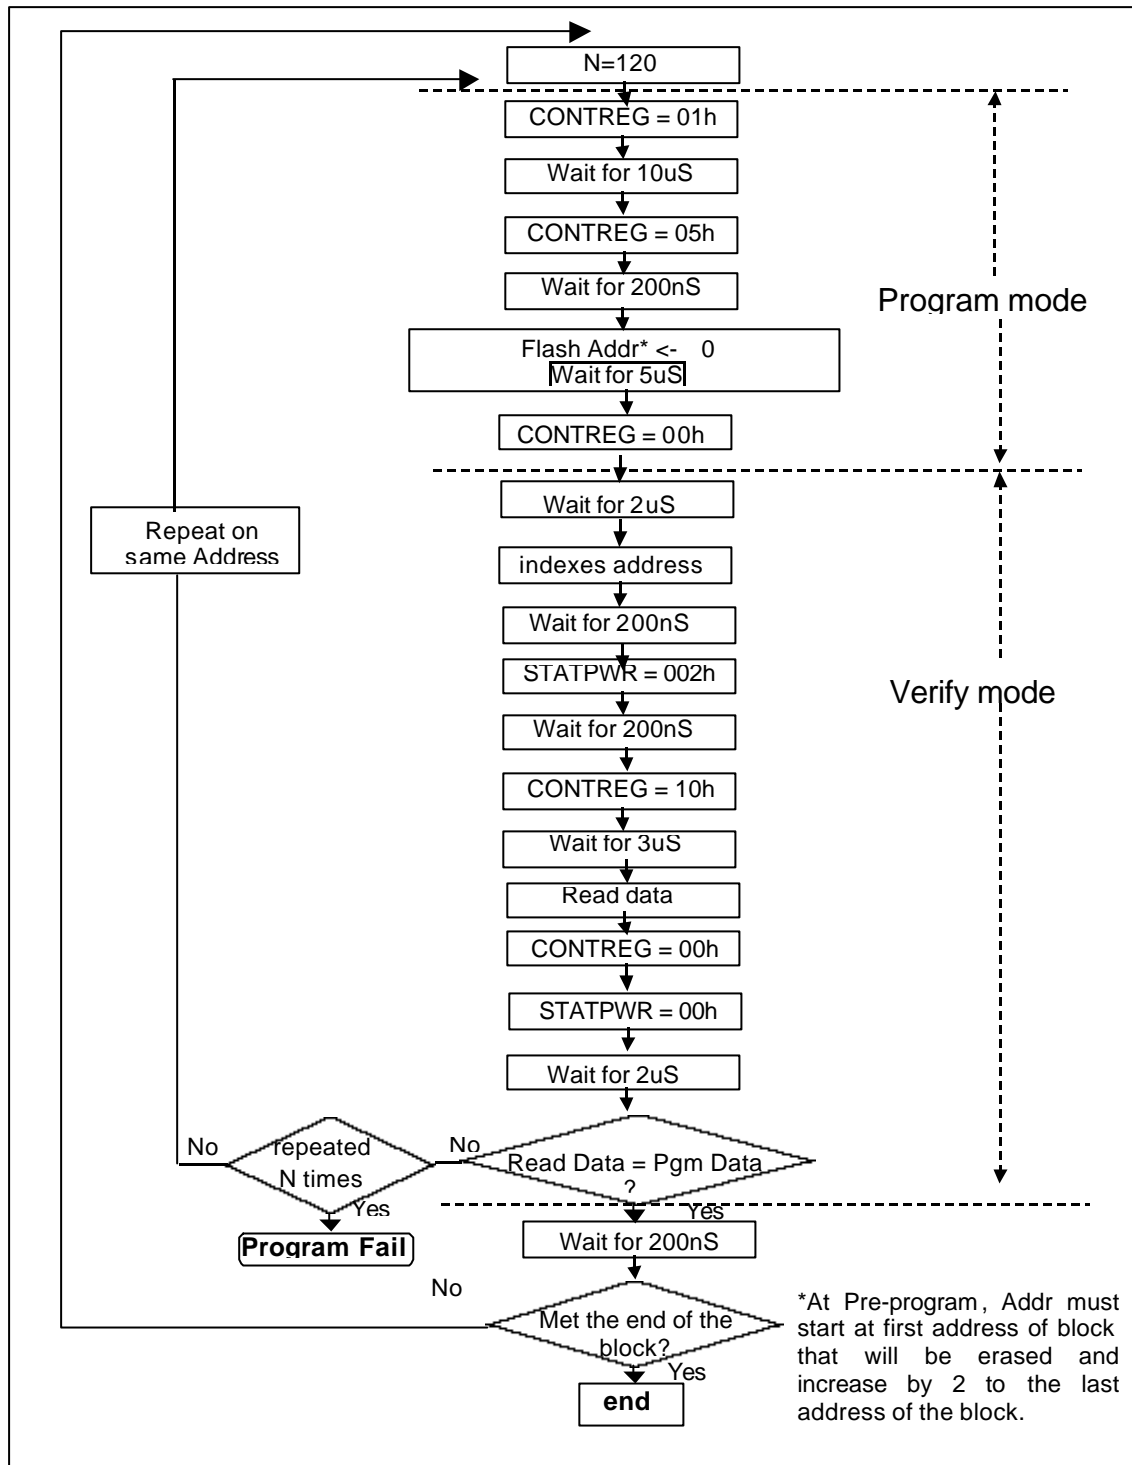 N=120
CONTREG = 01h
Wait for 10uS
CONTREG = 05h
Wait for 200nS
Program mode
Flash Addr* <- 0
Wait for 5uS
CONTREG = 00h
Wait for 2uS
Repeat on
same Address
indexes address
Wait for 200nS
STATPWR = 002h
Verify mode
Wait for 200nS
CONTREG = 10h
Wait for 3uS
Read data
CONTREG = 00h
STATPWR = 00h
Wait for 2uS
No
repeated
N times
No
Read Data = Pgm Data
?
Yes
Yes
Program Fail
Wait for 200nS
No
Met the end of the
block?
Yes
end
*At Pre-program, Addr must
start at first address of block
that will be erased and
increase by 2 to the last
address of the block.